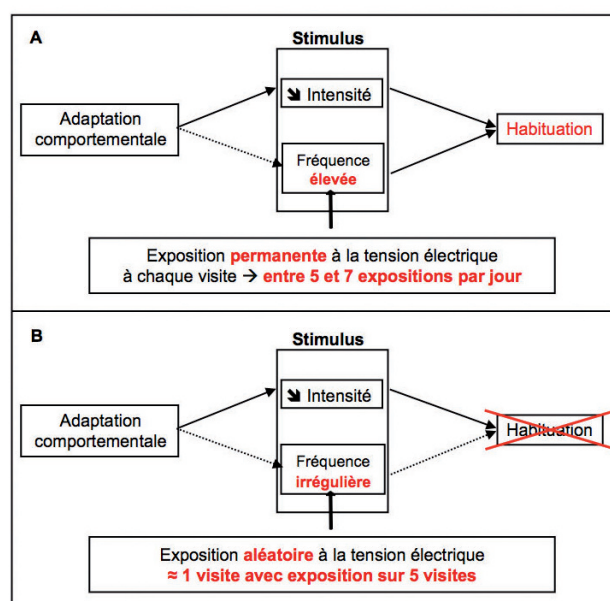 A
Stimulus
➘ Intensité
Adaptation
comportementale
Habituation
Fréquence
élevée
Exposition permanente à la tension électrique
à chaque visite → entre 5 et 7 expositions par jour
B
Stimulus
➘ Intensité
Adaptation
comportementale
Habituation
Fréquence
irrégulière
Exposition aléatoire à la tension électrique
≈ 1 visite avec exposition sur 5 visites